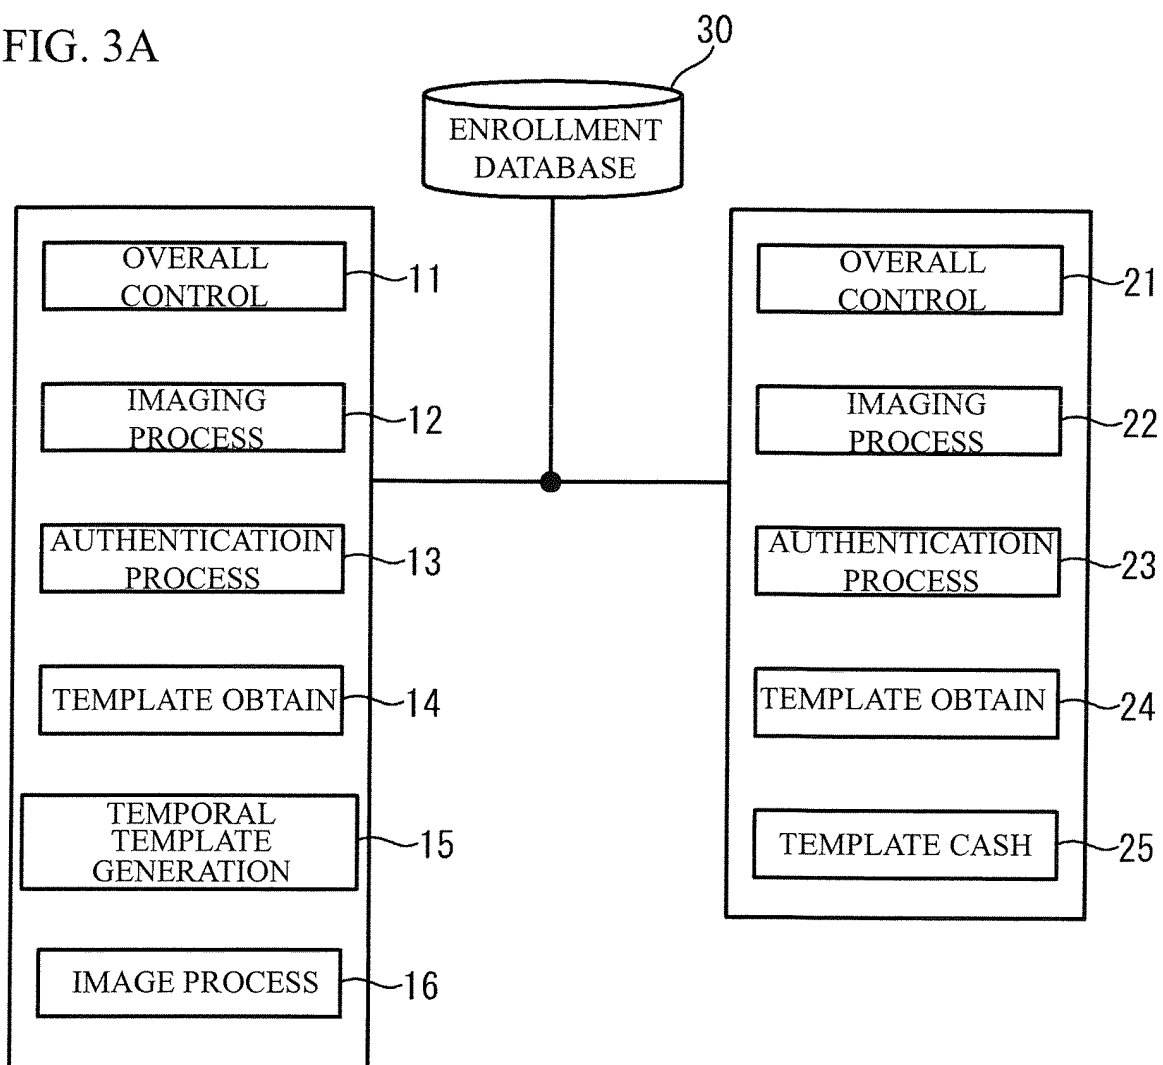 FIG. 3A
30
ENROLLMENT
DATABASE
OVERALL
CONTROL
11
IMAGING
PROCESS
12
AUTHENTICATIOIN
PROCESS
13
TEMPLATE OBTAIN
14
TEMPORAL
TEMPLATE
GENERATION
15
IMAGE PROCESS
16
OVERALL
CONTROL
21
IMAGING
PROCESS
22
AUTHENTICATIOIN
PROCESS
23
TEMPLATE OBTAIN
24
TEMPLATE CASH
25